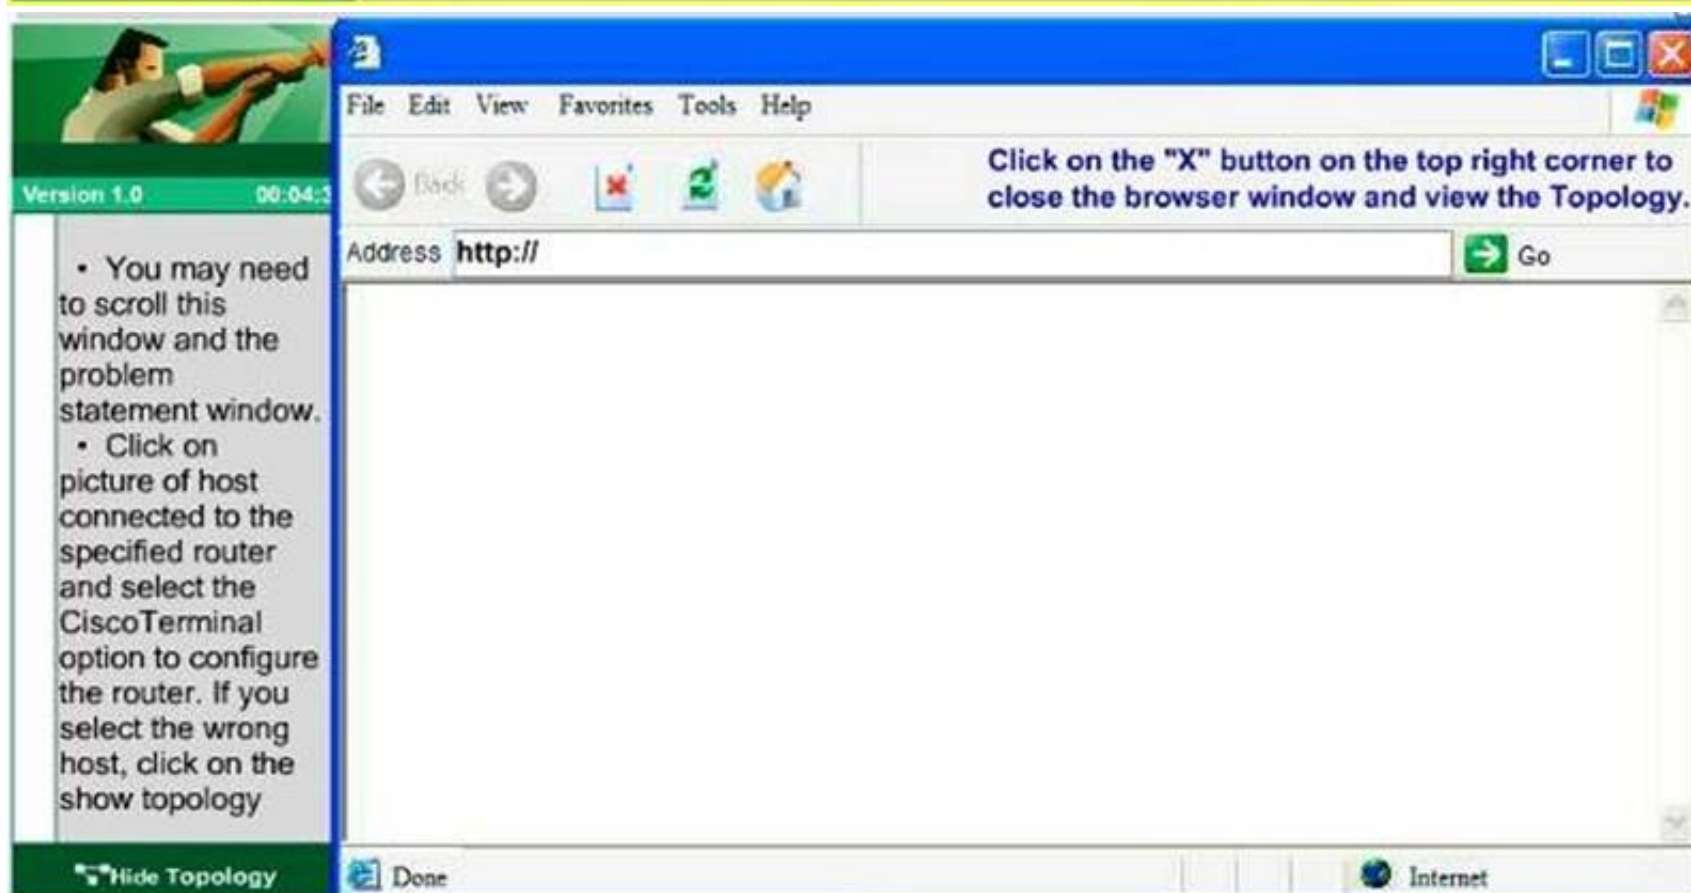 File Edit View Favorites Tools Help
Back
Click on the "X" button on the top right corner to
close the browser window and view the Topology.
Address http://
Go
Version 1.0 00:04:3
• You may need
to scroll this
window and the
problem
statement window.
• Click on
picture of host
connected to the
specified router
and select the
CiscoTerminal
option to configure
the router. If you
select the wrong
host, click on the
show topology
Hide Topology
Done
Internet